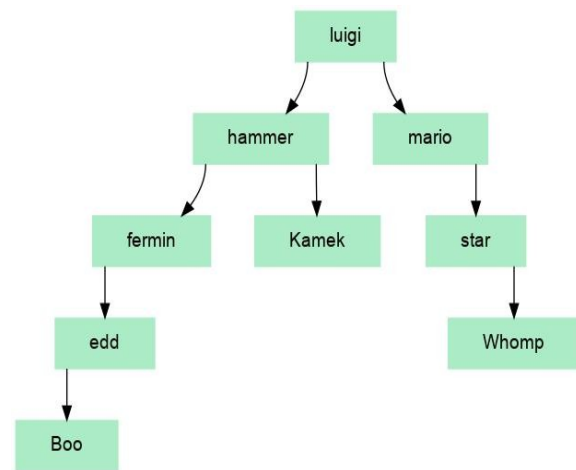 luigi
hammer
mario
fermin
Kamek
star
edd
Whomp
Boo